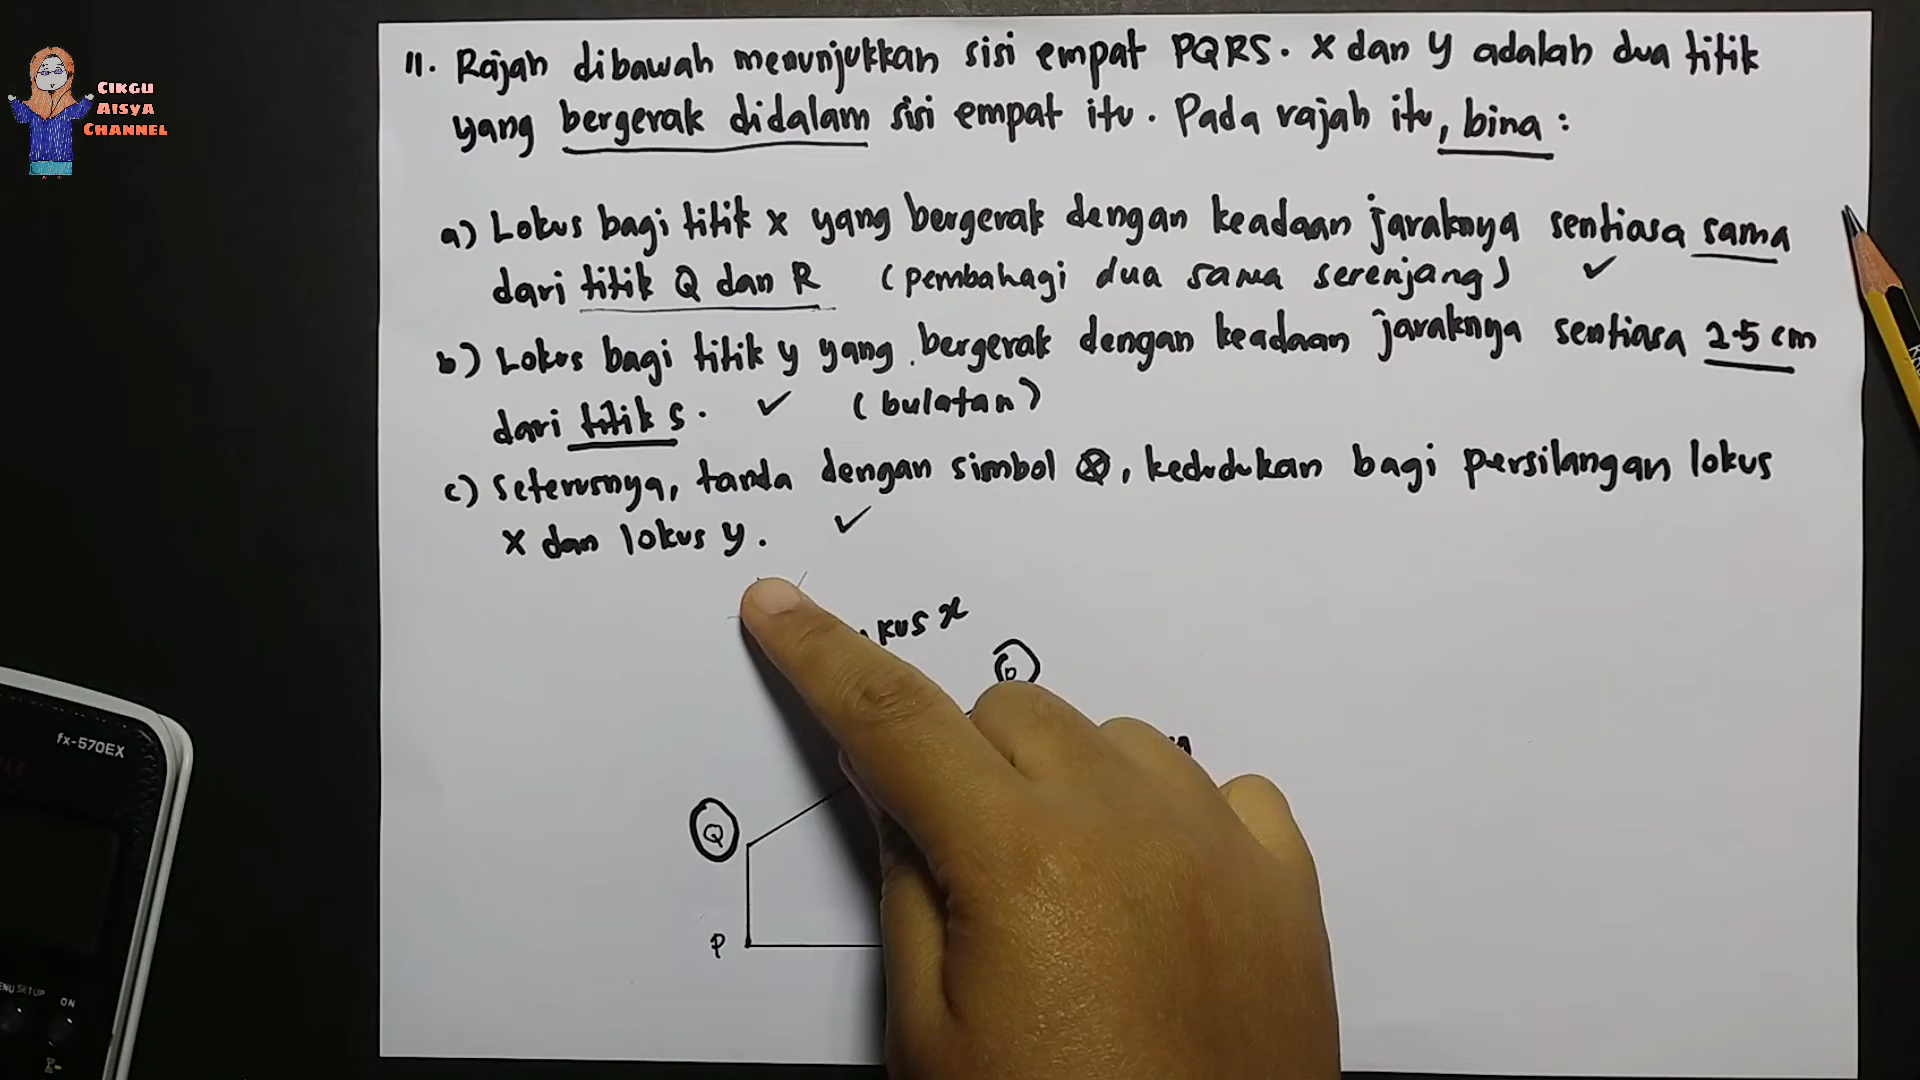 CIKGU
AISYA
CHANNEL
11. Rajah dibawah menunjukkan sisi empat PQRS. X dan Y adalah dua titik
yang bergerak didalam sisi empat itu. Pada rajah itu, bina :
a) Lokus bagi titik X yang bergerak dengan keadaan jaraknya sentiasa sama
dari titik Q dan R (pembahagi dua sama serenjang) ✓
b) Lokus bagi titik Y yang bergerak dengan keadaan jaraknya sentiasa 2.5 cm
dari titik S. ✓ (bulatan)
c) Seterusnya, tanda dengan simbol ⊗, kedudukan bagi persilangan lokus
X dan lokus Y. ✓
kus x
Q
P
fx-570EX
SETUP
ON